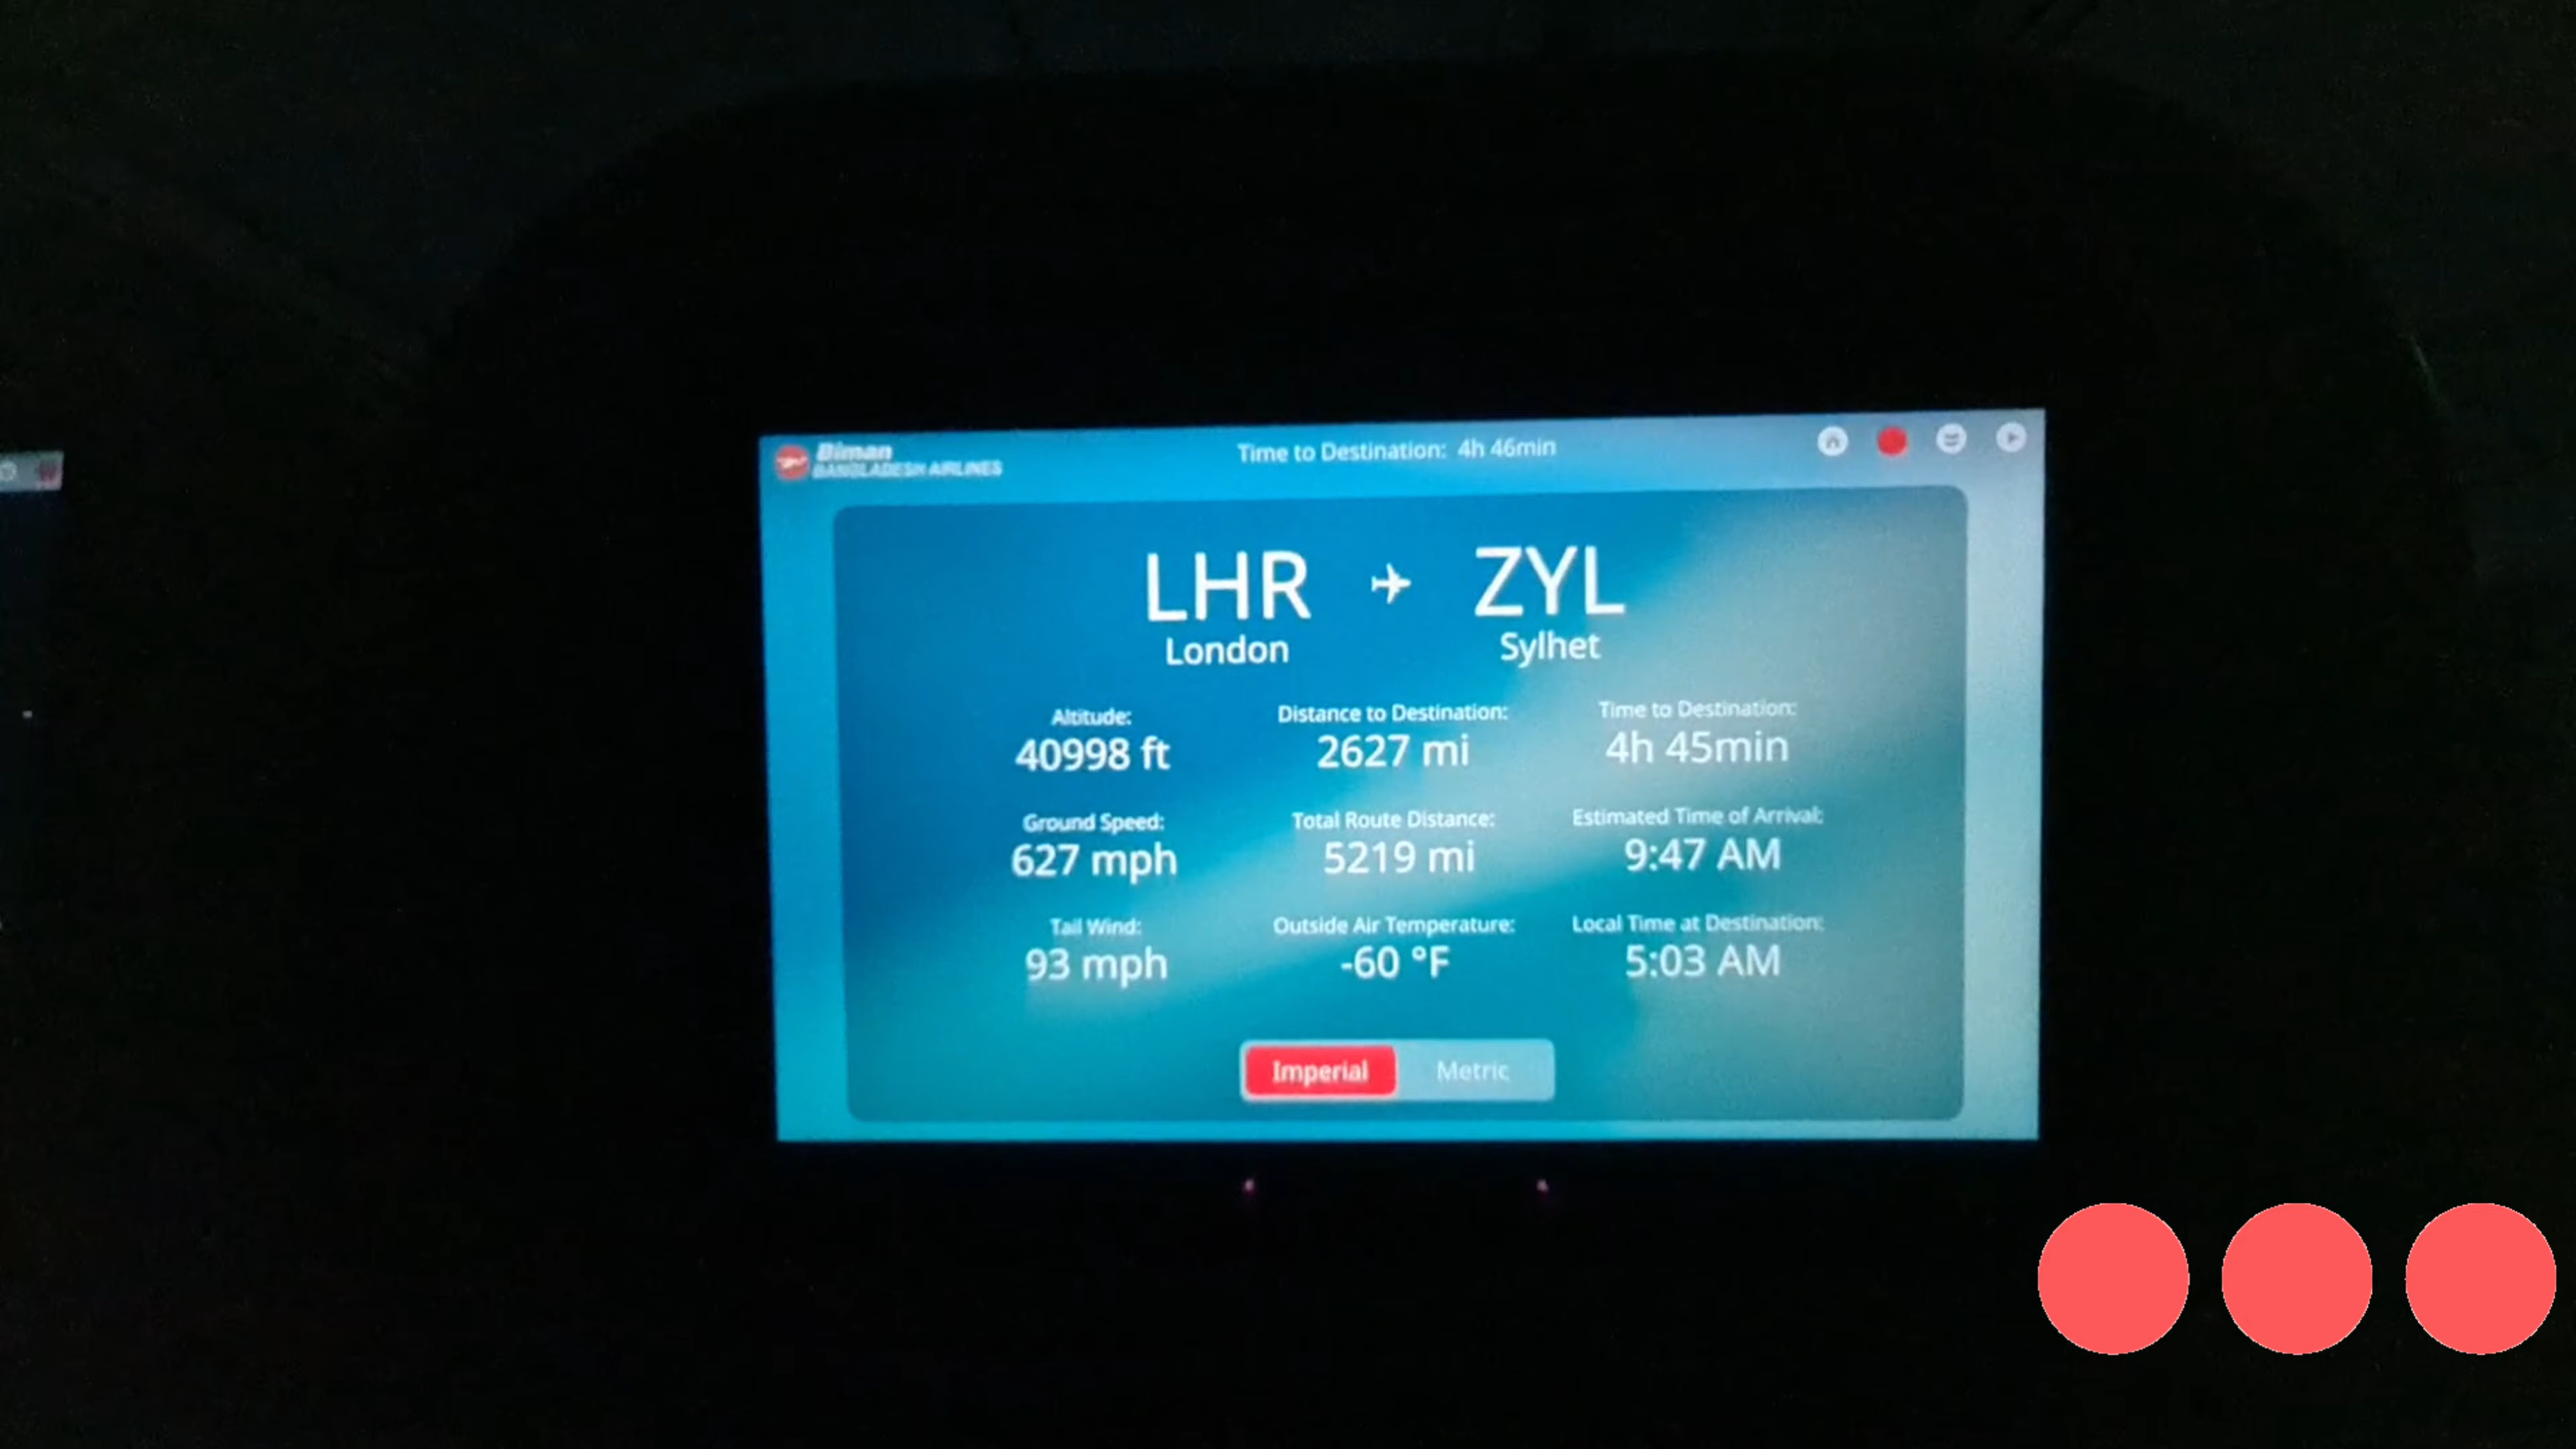 Biman
BANGLADESH AIRLINES
Time to Destination: 4h 46min
LHR ZYL
London Sylhet
Altitude: Distance to Destination: Time to Destination:
40998 ft 2627 mi 4h 45min
Ground Speed: Total Route Distance: Estimated Time of Arrival:
627 mph 5219 mi 9:47 AM
Tail Wind: Outside Air Temperature: Local Time at Destination:
93 mph -60 °F 5:03 AM
Imperial Metric